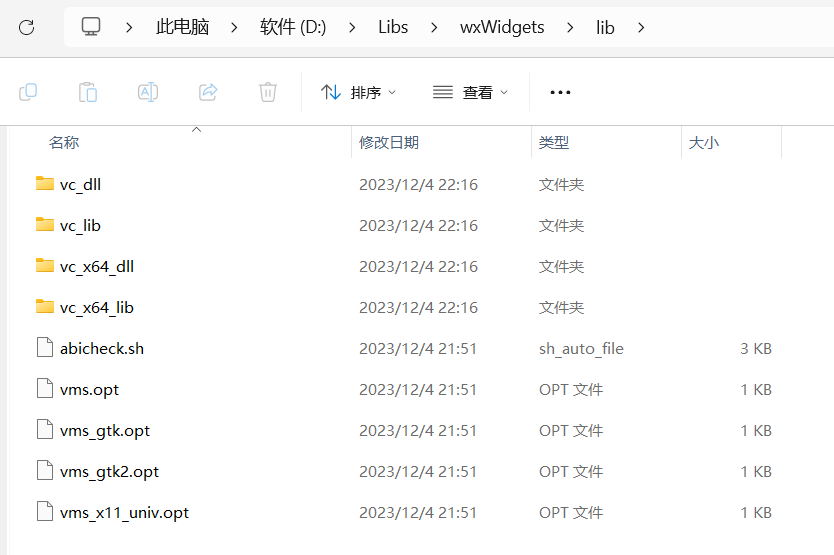 此电脑 > 软件 (D:) > Libs > wxWidgets > lib >
排序 查看 •••
名称 修改日期 类型 大小
vc_dll 2023/12/4 22:16 文件夹
vc_lib 2023/12/4 22:16 文件夹
vc_x64_dll 2023/12/4 22:16 文件夹
vc_x64_lib 2023/12/4 22:16 文件夹
abicheck.sh 2023/12/4 21:51 sh_auto_file 3 KB
vms.opt 2023/12/4 21:51 OPT 文件 1 KB
vms_gtk.opt 2023/12/4 21:51 OPT 文件 1 KB
vms_gtk2.opt 2023/12/4 21:51 OPT 文件 1 KB
vms_x11_univ.opt 2023/12/4 21:51 OPT 文件 1 KB